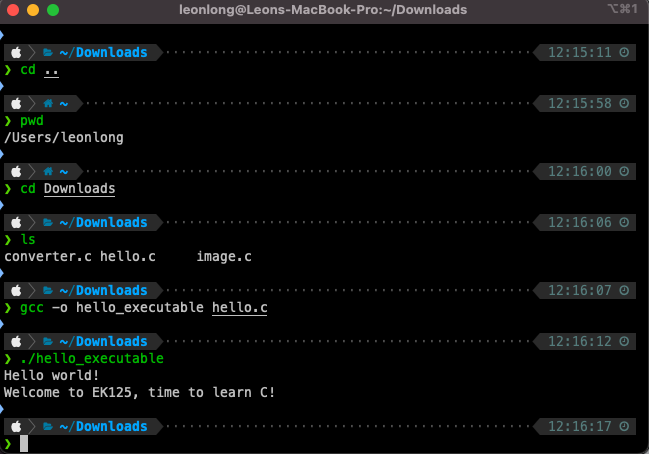 leonlong@Leons-MacBook-Pro:~/Downloads ⌥⌘1
~/Downloads 12:15:11
❯ cd ..
~ 12:15:58
❯ pwd
/Users/leonlong
~ 12:16:00
❯ cd Downloads
~/Downloads 12:16:06
❯ ls
converter.c hello.c image.c
~/Downloads 12:16:07
❯ gcc -o hello_executable hello.c
~/Downloads 12:16:12
❯ ./hello_executable
Hello world!
Welcome to EK125, time to learn C!
~/Downloads 12:16:17
❯